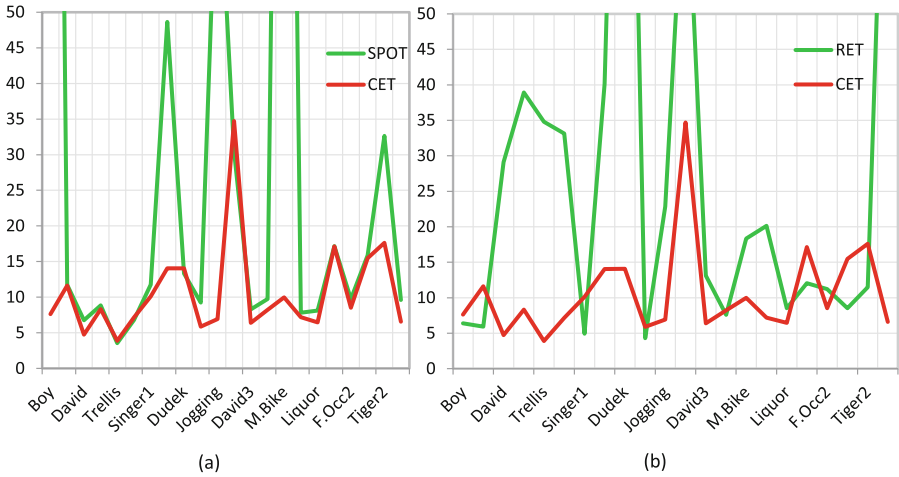 50
45
40
35
30
25
20
15
10
5
0
SPOT
CET
Boy
David
Trellis
Singer1
Dudek
Jogging
David3
M.Bike
Liquor
F.Occ2
Tiger2
(a)
50
45
40
35
30
25
20
15
10
5
0
RET
CET
Boy
David
Trellis
Singer1
Dudek
Jogging
David3
M.Bike
Liquor
F.Occ2
Tiger2
(b)